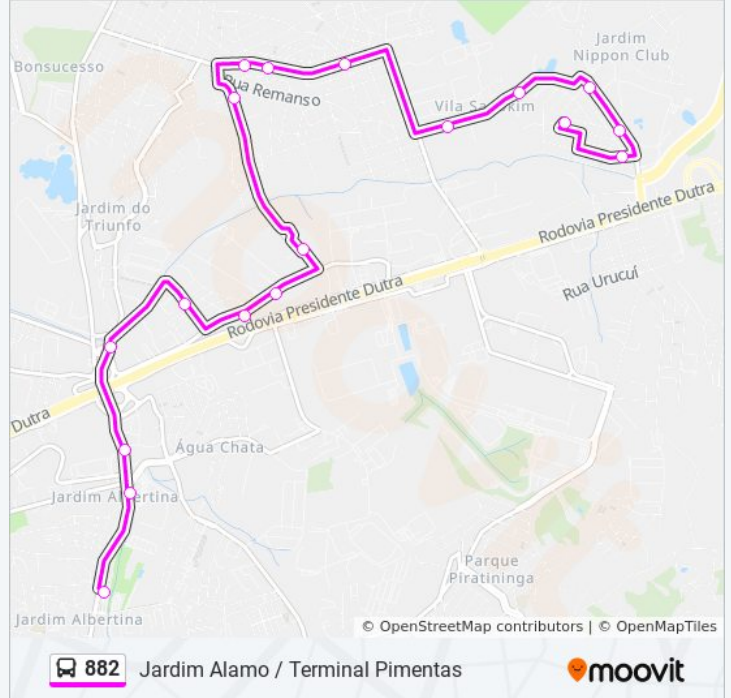 Jardim
Nippon Club
Bonsucesso
Rua Remanso
Vila Sa kim
Jardim do
Triunfo
Rodovia Presidente Dutra
Rua Urucuí
Rodovia Presidente Dutra
Dutra
Água Chata
Jardim Albertina
Parque
Piratininga
Jardim Albertina
© OpenStreetMap contributors | © OpenMapTiles
882 Jardim Alamo / Terminal Pimentas
moovit